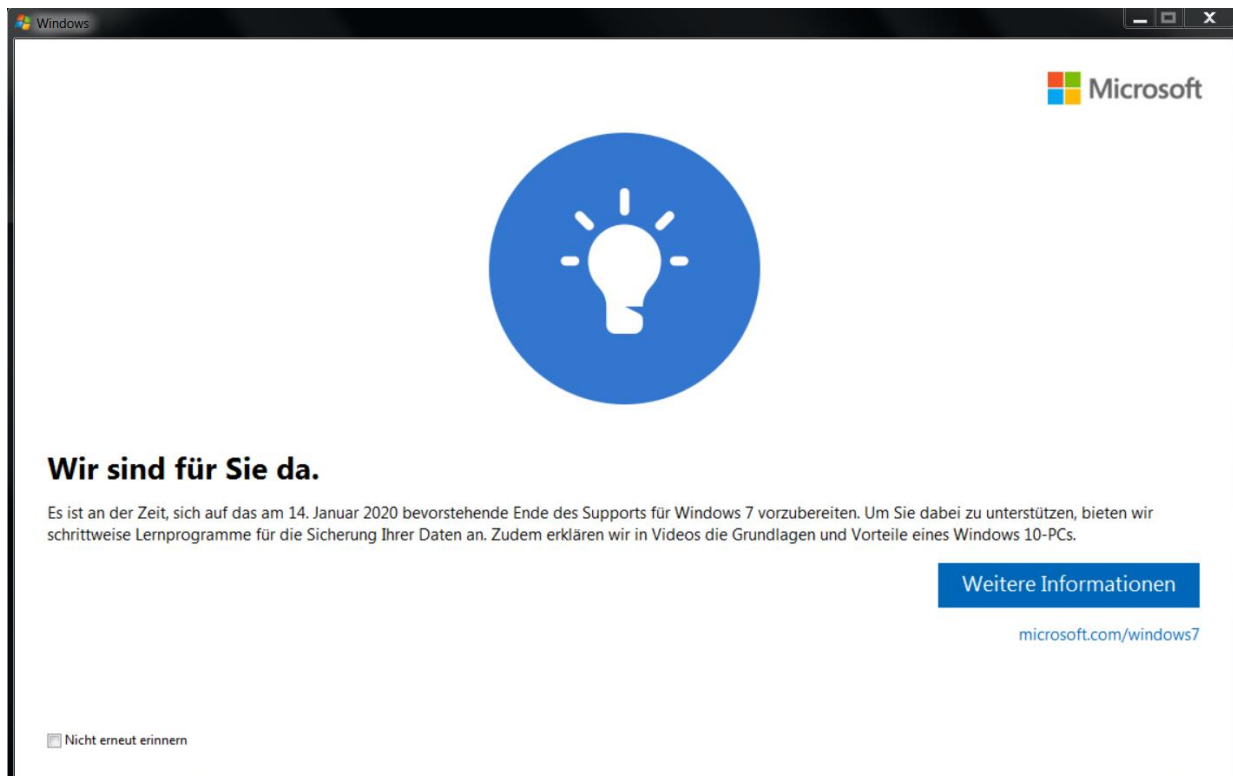 Windows
Microsoft
Wir sind für Sie da.
Es ist an der Zeit, sich auf das am 14. Januar 2020 bevorstehende Ende des Supports für Windows 7 vorzubereiten. Um Sie dabei zu unterstützen, bieten wir
schrittweise Lernprogramme für die Sicherung Ihrer Daten an. Zudem erklären wir in Videos die Grundlagen und Vorteile eines Windows 10-PCs.
Weitere Informationen
microsoft.com/windows7
Nicht erneut erinnern